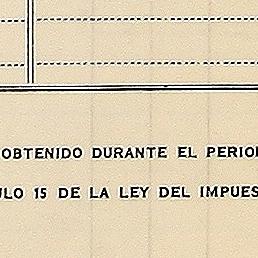 OBTENIDO DURANTE EL PERIO
ULO 15 DE LA LEY DEL IMPUES